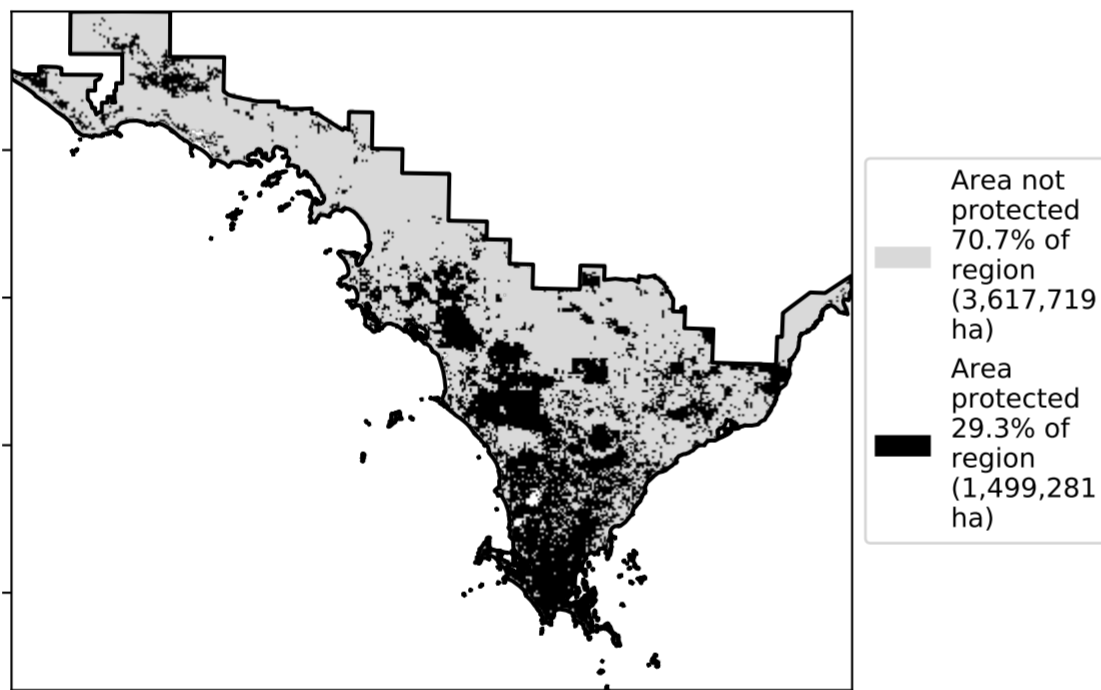 Area not
protected
70.7% of
region
(3,617,719
ha)
Area
protected
29.3% of
region
(1,499,281
ha)